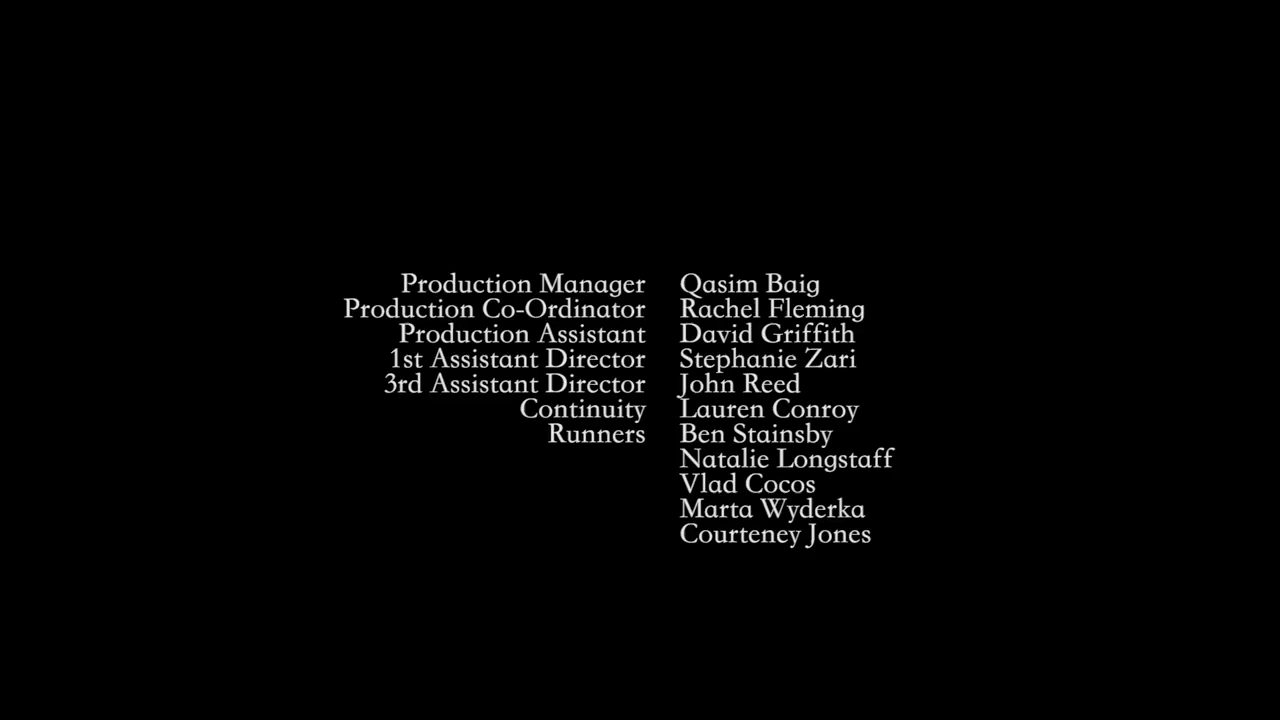 Production Manager Qasim Baig
Production Co-Ordinator Rachel Fleming
Production Assistant David Griffith
1st Assistant Director Stephanie Zari
3rd Assistant Director John Reed
Continuity Lauren Conroy
Runners Ben Stainsby
Natalie Longstaff
Vlad Cocos
Marta Wyderka
Courteney Jones